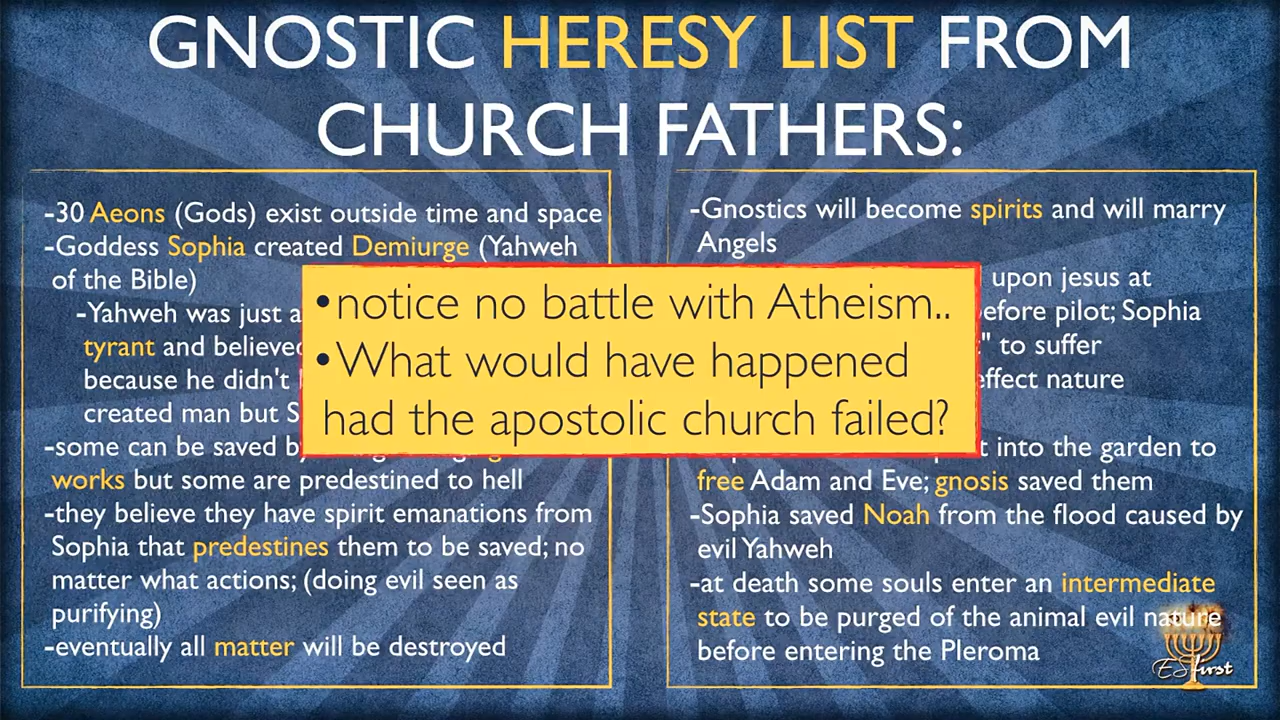 GNOSTIC HERESY LIST FROM
CHURCH FATHERS:
-30 Aeons (Gods) exist outside time and space
-Goddess Sophia created Demiurge (Yahweh
of the Bible)
-Yahweh was just a
tyrant and believed
because he didn't
created man but S
-some can be saved by
works but some are predestined to hell
-they believe they have spirit emanations from
Sophia that predestines them to be saved; no
matter what actions; (doing evil seen as
purifying)
-eventually all matter will be destroyed
-Gnostics will become spirits and will marry
Angels
upon jesus at
before pilot; Sophia
" to suffer
effect nature
into the garden to
free Adam and Eve; gnosis saved them
-Sophia saved Noah from the flood caused by
evil Yahweh
-at death some souls enter an intermediate
state to be purged of the animal evil nature
before entering the Pleroma
•notice no battle with Atheism..
•What would have happened
had the apostolic church failed?
ESfirst